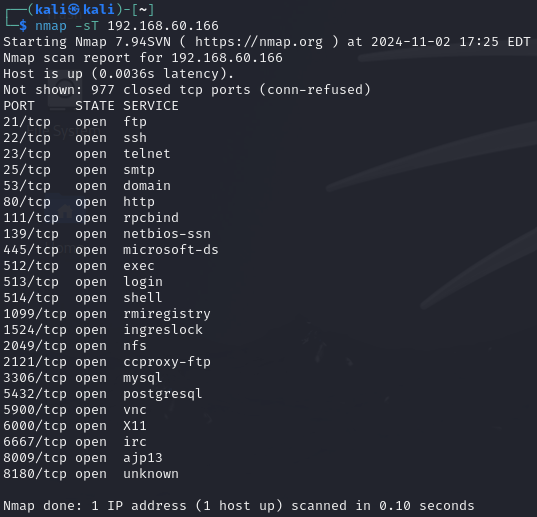 ┌──(kali㉿kali)-[~]
└─$ nmap -sT 192.168.60.166
Starting Nmap 7.94SVN ( https://nmap.org ) at 2024-11-02 17:25 EDT
Nmap scan report for 192.168.60.166
Host is up (0.0036s latency).
Not shown: 977 closed tcp ports (conn-refused)
PORT     STATE SERVICE
21/tcp   open  ftp
22/tcp   open  ssh
23/tcp   open  telnet
25/tcp   open  smtp
53/tcp   open  domain
80/tcp   open  http
111/tcp  open  rpcbind
139/tcp  open  netbios-ssn
445/tcp  open  microsoft-ds
512/tcp  open  exec
513/tcp  open  login
514/tcp  open  shell
1099/tcp open  rmiregistry
1524/tcp open  ingreslock
2049/tcp open  nfs
2121/tcp open  ccproxy-ftp
3306/tcp open  mysql
5432/tcp open  postgresql
5900/tcp open  vnc
6000/tcp open  X11
6667/tcp open  irc
8009/tcp open  ajp13
8180/tcp open  unknown

Nmap done: 1 IP address (1 host up) scanned in 0.10 seconds